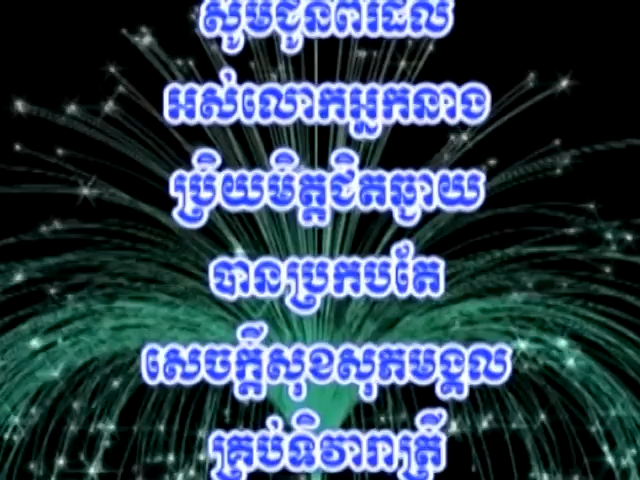 សូមជូនពរដល់
អស់លោកអ្នកនាង
ប្រិយមិត្តជិតឆ្ងាយ
បានប្រកបតែ
សេចក្តីសុខសុភមង្គល
គ្រប់ទិវារាត្រី